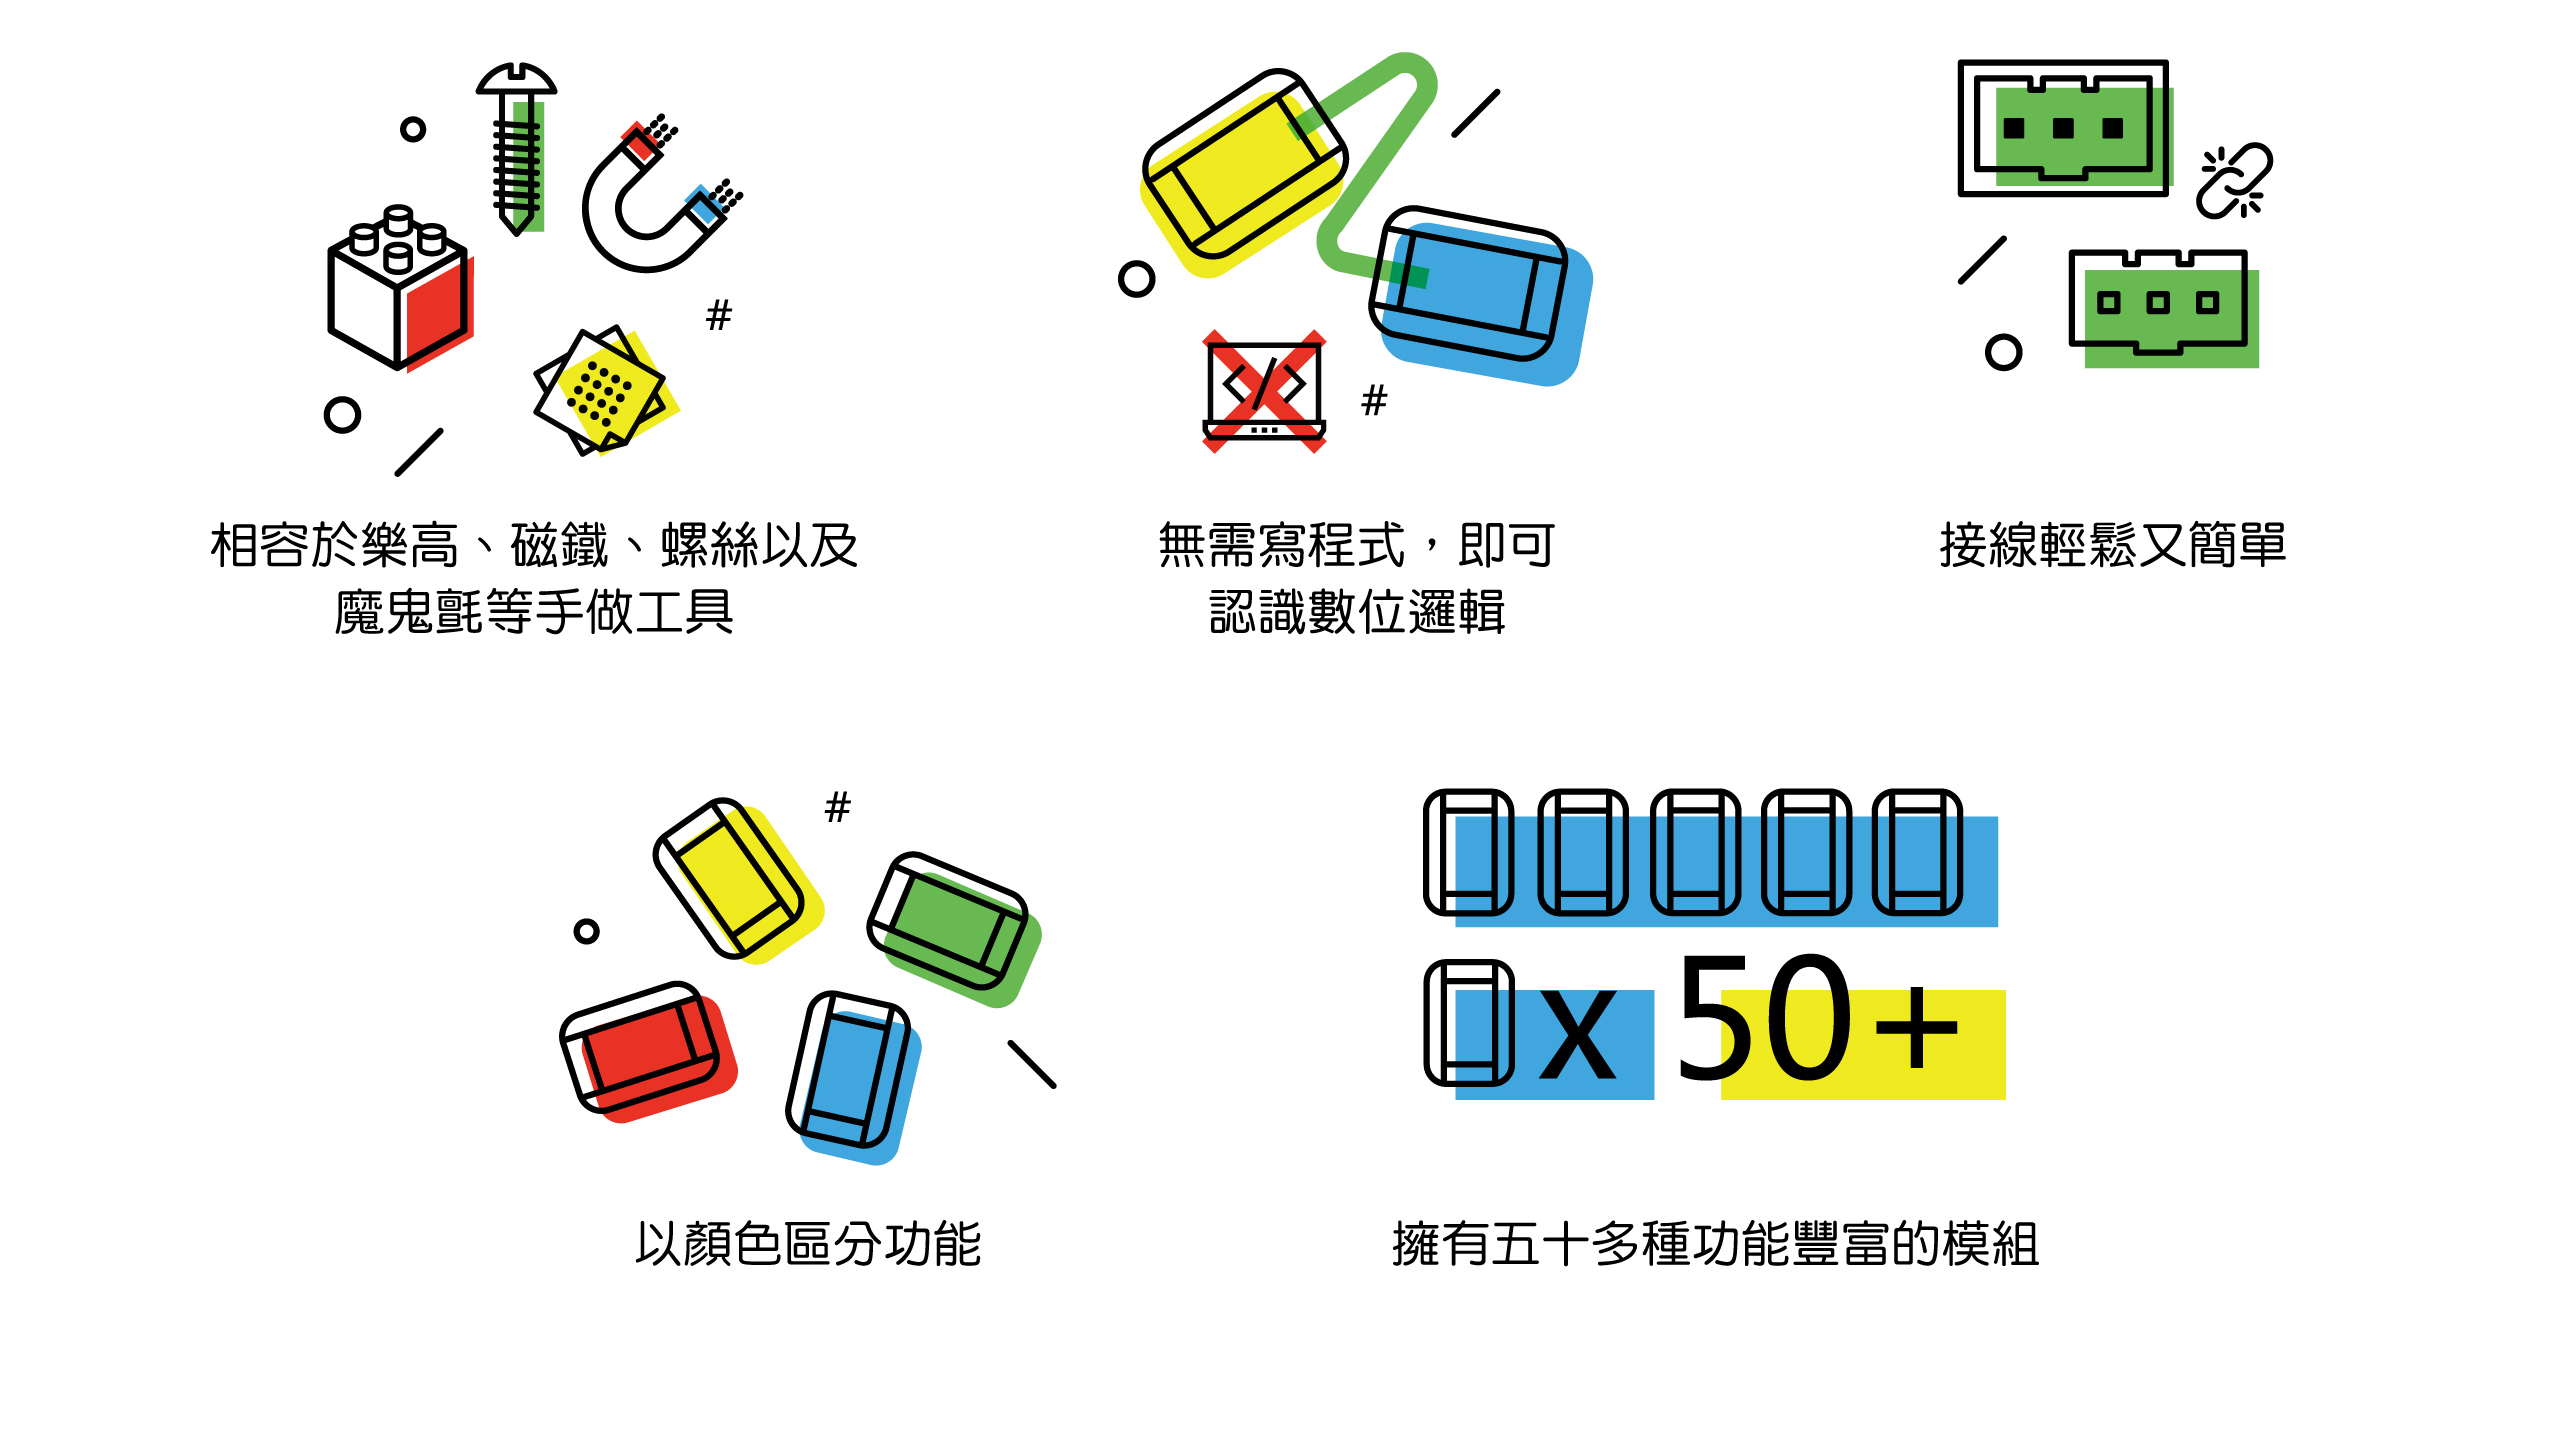 #
相容於樂高、磁鐵、螺絲以及
魔鬼氈等手做工具
#
無需寫程式，即可
認識數位邏輯
接線輕鬆又簡單
#
以顏色區分功能
x 50+
擁有五十多種功能豐富的模組